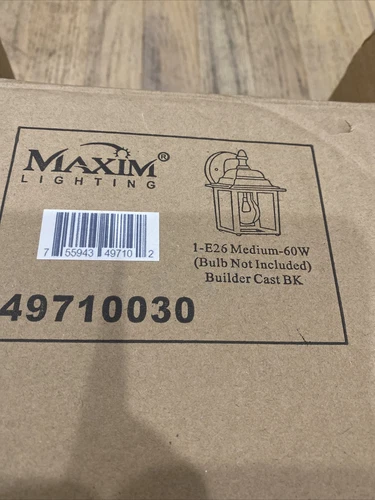 MAXIM®
LIGHTING
7 55943 49710 2
1-E26 Medium-60W
(Bulb Not Included)
Builder Cast BK
49710030